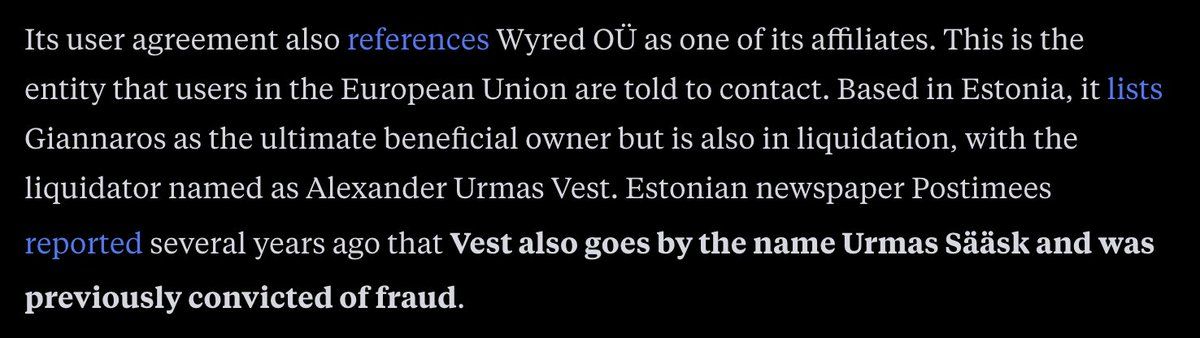 Its user agreement also references Wyred OÜ as one of its affiliates. This is the
entity that users in the European Union are told to contact. Based in Estonia, it lists
Giannaros as the ultimate beneficial owner but is also in liquidation, with the
liquidator named as Alexander Urmas Vest. Estonian newspaper Postimees
reported several years ago that Vest also goes by the name Urmas Sääsk and was
previously convicted of fraud.